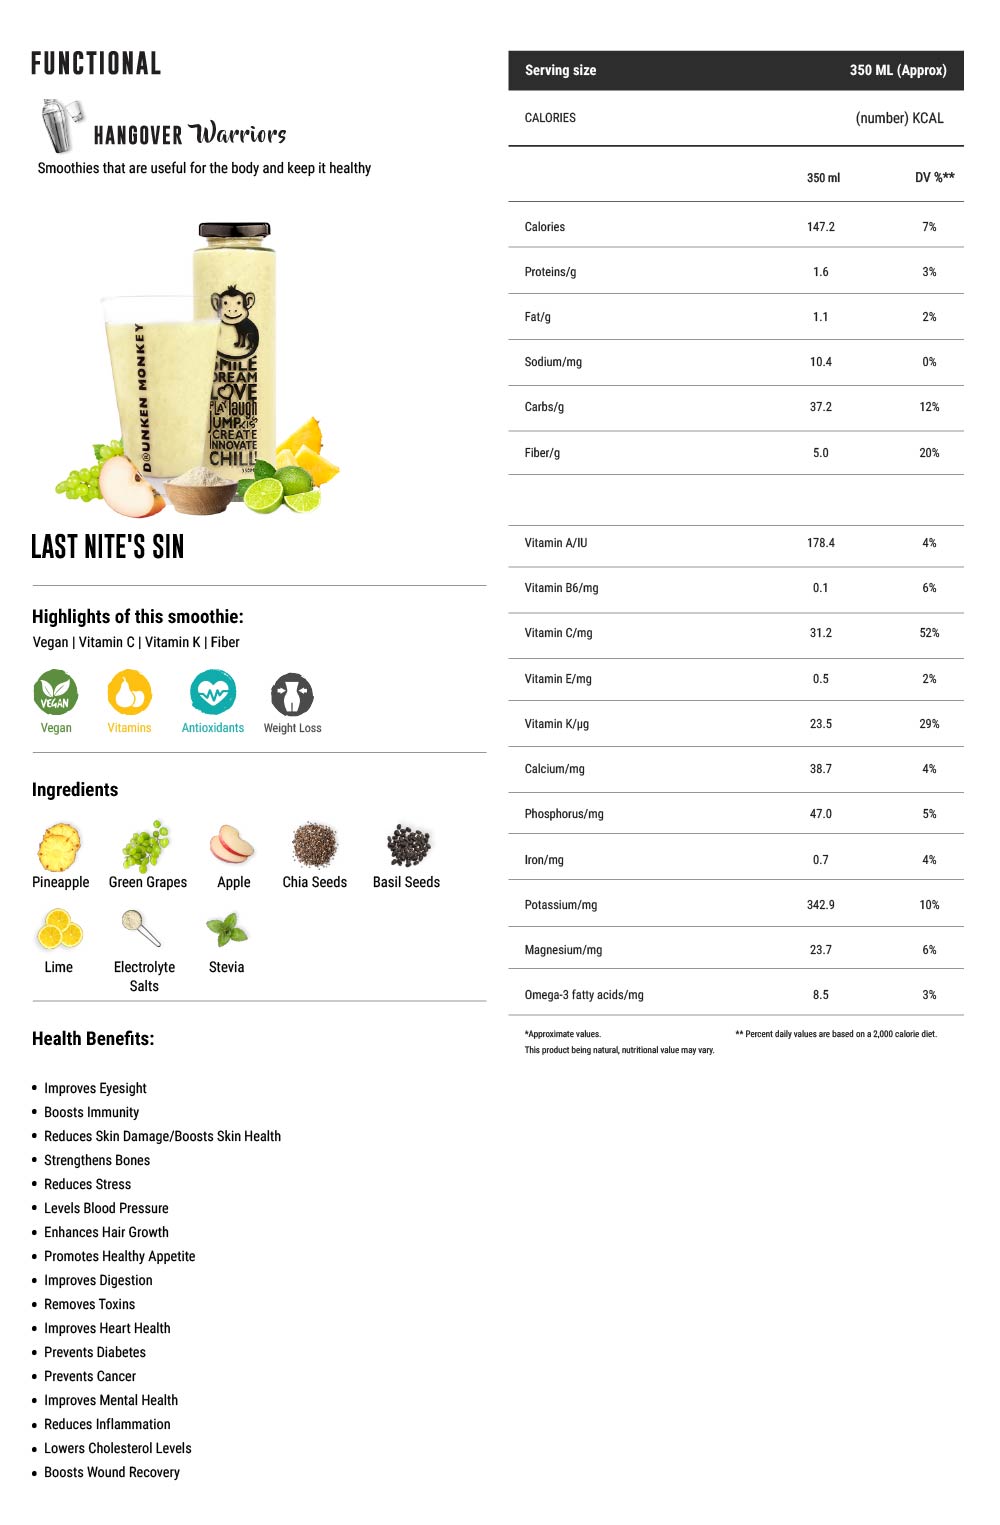 FUNCTIONAL
HANGOVER Warriors
Smoothies that are useful for the body and keep it healthy
DRUNKEN MONKEY
SMILE
DREAM
LOVE
PLAY laugh
JUMP kiss
CREATE
INNOVATE
CHILL!
LAST NITE'S SIN
Highlights of this smoothie:
Vegan | Vitamin C | Vitamin K | Fiber
VEGAN
Vegan Vitamins Antioxidants Weight Loss
Ingredients
Pineapple Green Grapes Apple Chia Seeds Basil Seeds
Lime Electrolyte Stevia
Salts
Health Benefits:
• Improves Eyesight
• Boosts Immunity
• Reduces Skin Damage/Boosts Skin Health
• Strengthens Bones
• Reduces Stress
• Levels Blood Pressure
• Enhances Hair Growth
• Promotes Healthy Appetite
• Improves Digestion
• Removes Toxins
• Improves Heart Health
• Prevents Diabetes
• Prevents Cancer
• Improves Mental Health
• Reduces Inflammation
• Lowers Cholesterol Levels
• Boosts Wound Recovery
Serving size 350 ML (Approx)
CALORIES (number) KCAL
350 ml DV %**
Calories 147.2 7%
Proteins/g 1.6 3%
Fat/g 1.1 2%
Sodium/mg 10.4 0%
Carbs/g 37.2 12%
Fiber/g 5.0 20%
Vitamin A/IU 178.4 4%
Vitamin B6/mg 0.1 6%
Vitamin C/mg 31.2 52%
Vitamin E/mg 0.5 2%
Vitamin K/µg 23.5 29%
Calcium/mg 38.7 4%
Phosphorus/mg 47.0 5%
Iron/mg 0.7 4%
Potassium/mg 342.9 10%
Magnesium/mg 23.7 6%
Omega-3 fatty acids/mg 8.5 3%
*Approximate values. ** Percent daily values are based on a 2,000 calorie diet.
This product being natural, nutritional value may vary.